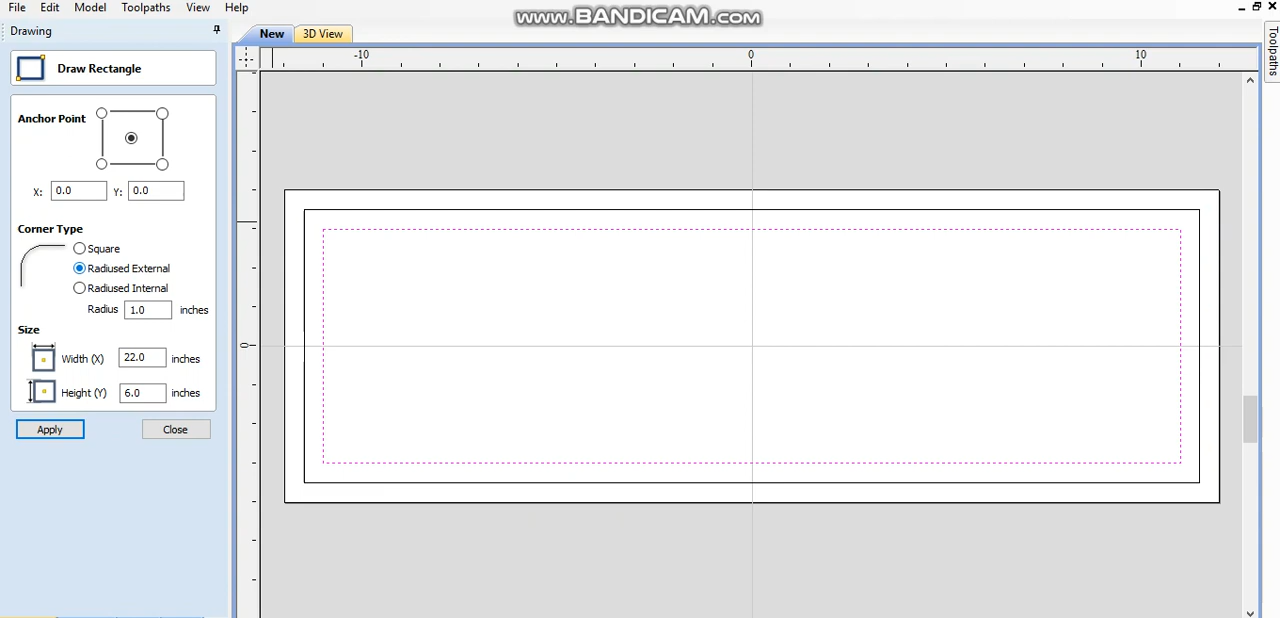 File Edit Model Toolpaths View Help
www.BANDICAM.com
Drawing
New 3D View
Toolpaths
-10 0 10
Draw Rectangle
Anchor Point
X: 0.0 Y: 0.0
Corner Type
Square
Radiused External
Radiused Internal
Radius 1.0 inches
Size
Width (X) 22.0 inches
Height (Y) 6.0 inches
Apply Close
0